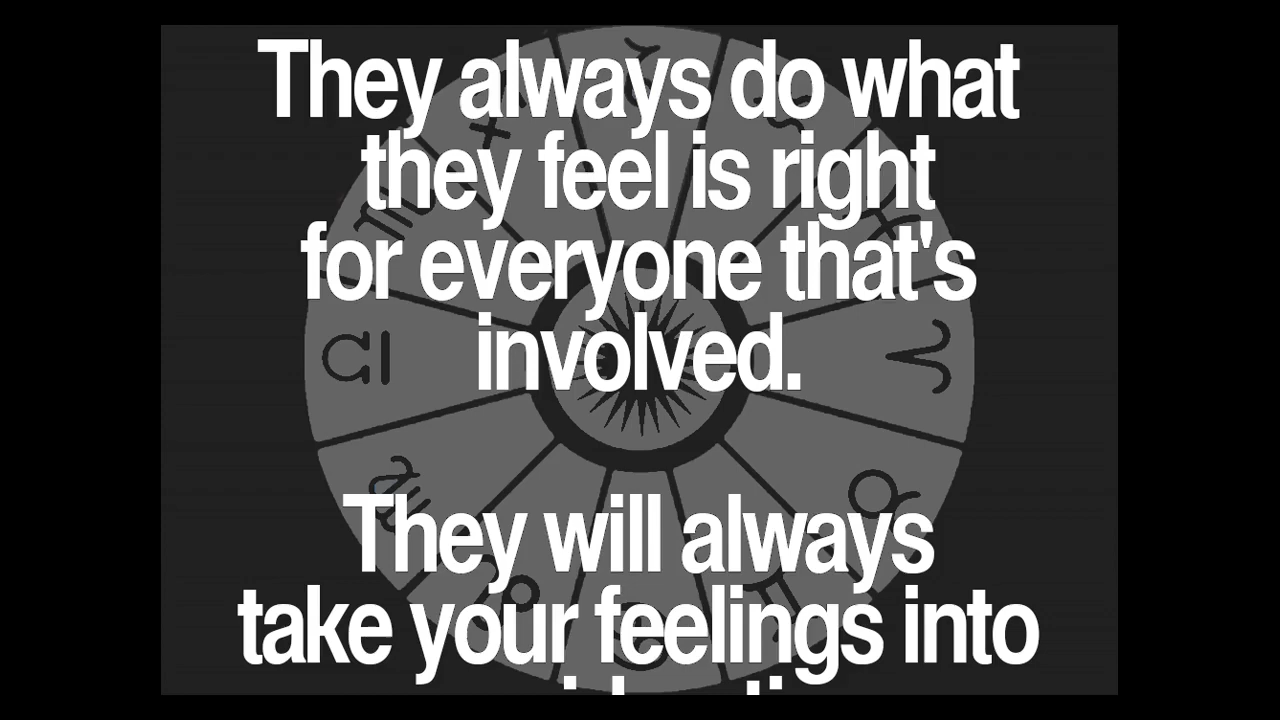 They always do what
they feel is right
for everyone that's
involved.
They will always
take your feelings into